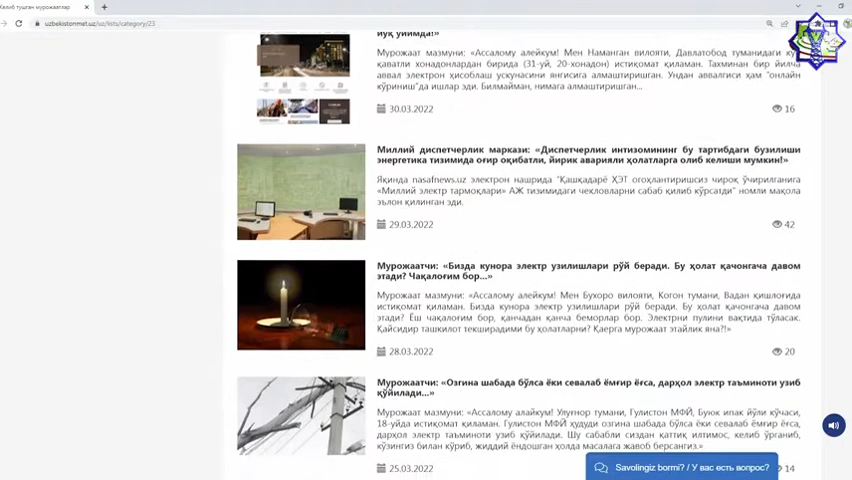 Келиб тушган мурожаатлар
uzbekistonmet.uz/uz/lists/category/23
йуқ уйимда!»
Мурожаат мазмуни: «Ассалому алейкум! Мен Наманган вилояти, Давлатобод туманидаги кўп
қаватли хонадонлардан бирида (31-уй, 20-хонадон) истиқомат қиламан. Тахминан бир йилча
аввал электрон ҳисоблаш ускунасини янгисига алмаштиришган. Ундан аввалгиси ҳам "онлайн
кўриниш"да ишлар эди. Билмайман, нимага алмаштиришган...
30.03.2022
16
Миллий диспетчерлик маркази: «Диспетчерлик интизомининг бу тартибдаги бузилиши
энергетика тизимида оғир оқибатли, йирик аварияли ҳолатларга олиб келиши мумкин!»
Яқинда nasafnews.uz электрон нашрида "Қашқадарё ҲЭТ огоҳлантиришсиз чироқ ўчирилганига
«Миллий электр тармоқлари» АЖ тизимидаги чекловларни сабаб қилиб кўрсатди" номли мақола
эълон қилинган эди.
29.03.2022
42
Мурожаатчи: «Бизда кунора электр узилишлари рўй беради. Бу ҳолат қачонгача давом
этади? Чақалоғим бор...»
Мурожаат мазмуни: «Ассалому алейкум! Мен Бухоро вилояти, Когон тумани, Вадан қишлоғида
истиқомат қиламан. Бизда кунора электр узилишлари рўй беради. Бу ҳолат қачонгача давом
этади? Ёш чақалоғим бор, қанчадан қанча беморлар бор. Электрни пулини вақтида тўласак.
Қайсидир ташкилот текширадими бу ҳолатларни? Қаерга мурожаат этайлик яна?!»
28.03.2022
20
Мурожаатчи: «Озгина шабада бўлса ёки севалаб ёмғир ёғса, дарҳол электр таъминоти узиб
қўйилади...»
Мурожаат мазмуни: «Ассалому алайкум! Улуғнор тумани, Гулистон МФЙ, Буюк ипак йўли кўчаси,
18-уйда истиқомат қиламан. Гулистон МФЙ ҳудуди озгина шабада бўлса ёки севалаб ёмғир ёғса,
дарҳол электр таъминоти узиб қўйилади. Шу сабабли сиздан қаттиқ илтимос, келиб ўрганиб,
кўзингиз билан кўриб, жиддий ёндошган ҳолда масалага жавоб берсангиз.»
25.03.2022
14
Savolingiz bormi? / У вас есть вопрос?